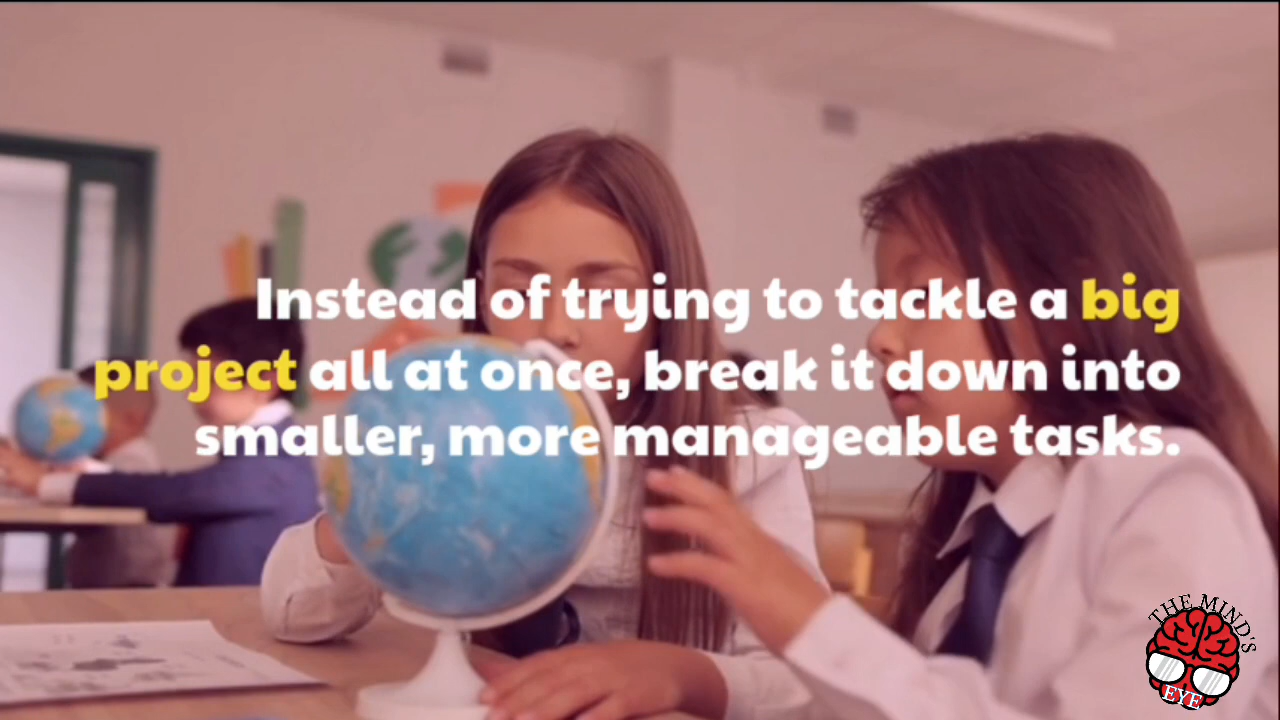 Instead of trying to tackle a big
project all at once, break it down into
smaller, more manageable tasks.
THE MIND'S
EYE